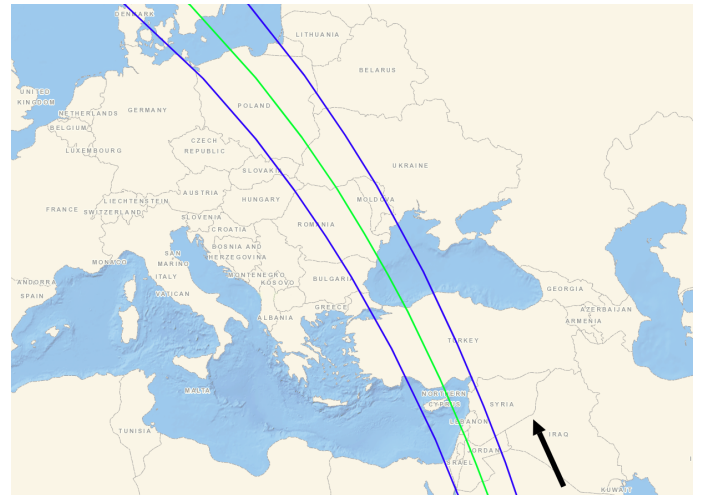 DENMARK
LITHUANIA
BELARUS
UNITED
KINGDOM
NETHERLANDS
GERMANY
POLAND
BELGIUM
LUXEMBOURG
CZECH
REPUBLIC
UKRAINE
SLOVAKIA
AUSTRIA
LIECHTENSTEIN
HUNGARY
MOLDOVA
FRANCE
SWITZERLAND
SLOVENIA
CROATIA
ROMANIA
BOSNIA AND
HERZEGOVINA
SAN
MARINO
MONACO
ITALY
MONTENEGRO
KOSOVO
BULGARIA
ANDORRA
SPAIN
VATICAN
GEORGIA
GREECE
ALBANIA
AZERBAIJAN
ARMENIA
TURKEY
MALTA
NORTHERN
CYPRUS
SYRIA
LEBANON
TUNISIA
IRAQ
JORDAN
ISRAEL
KUWAIT